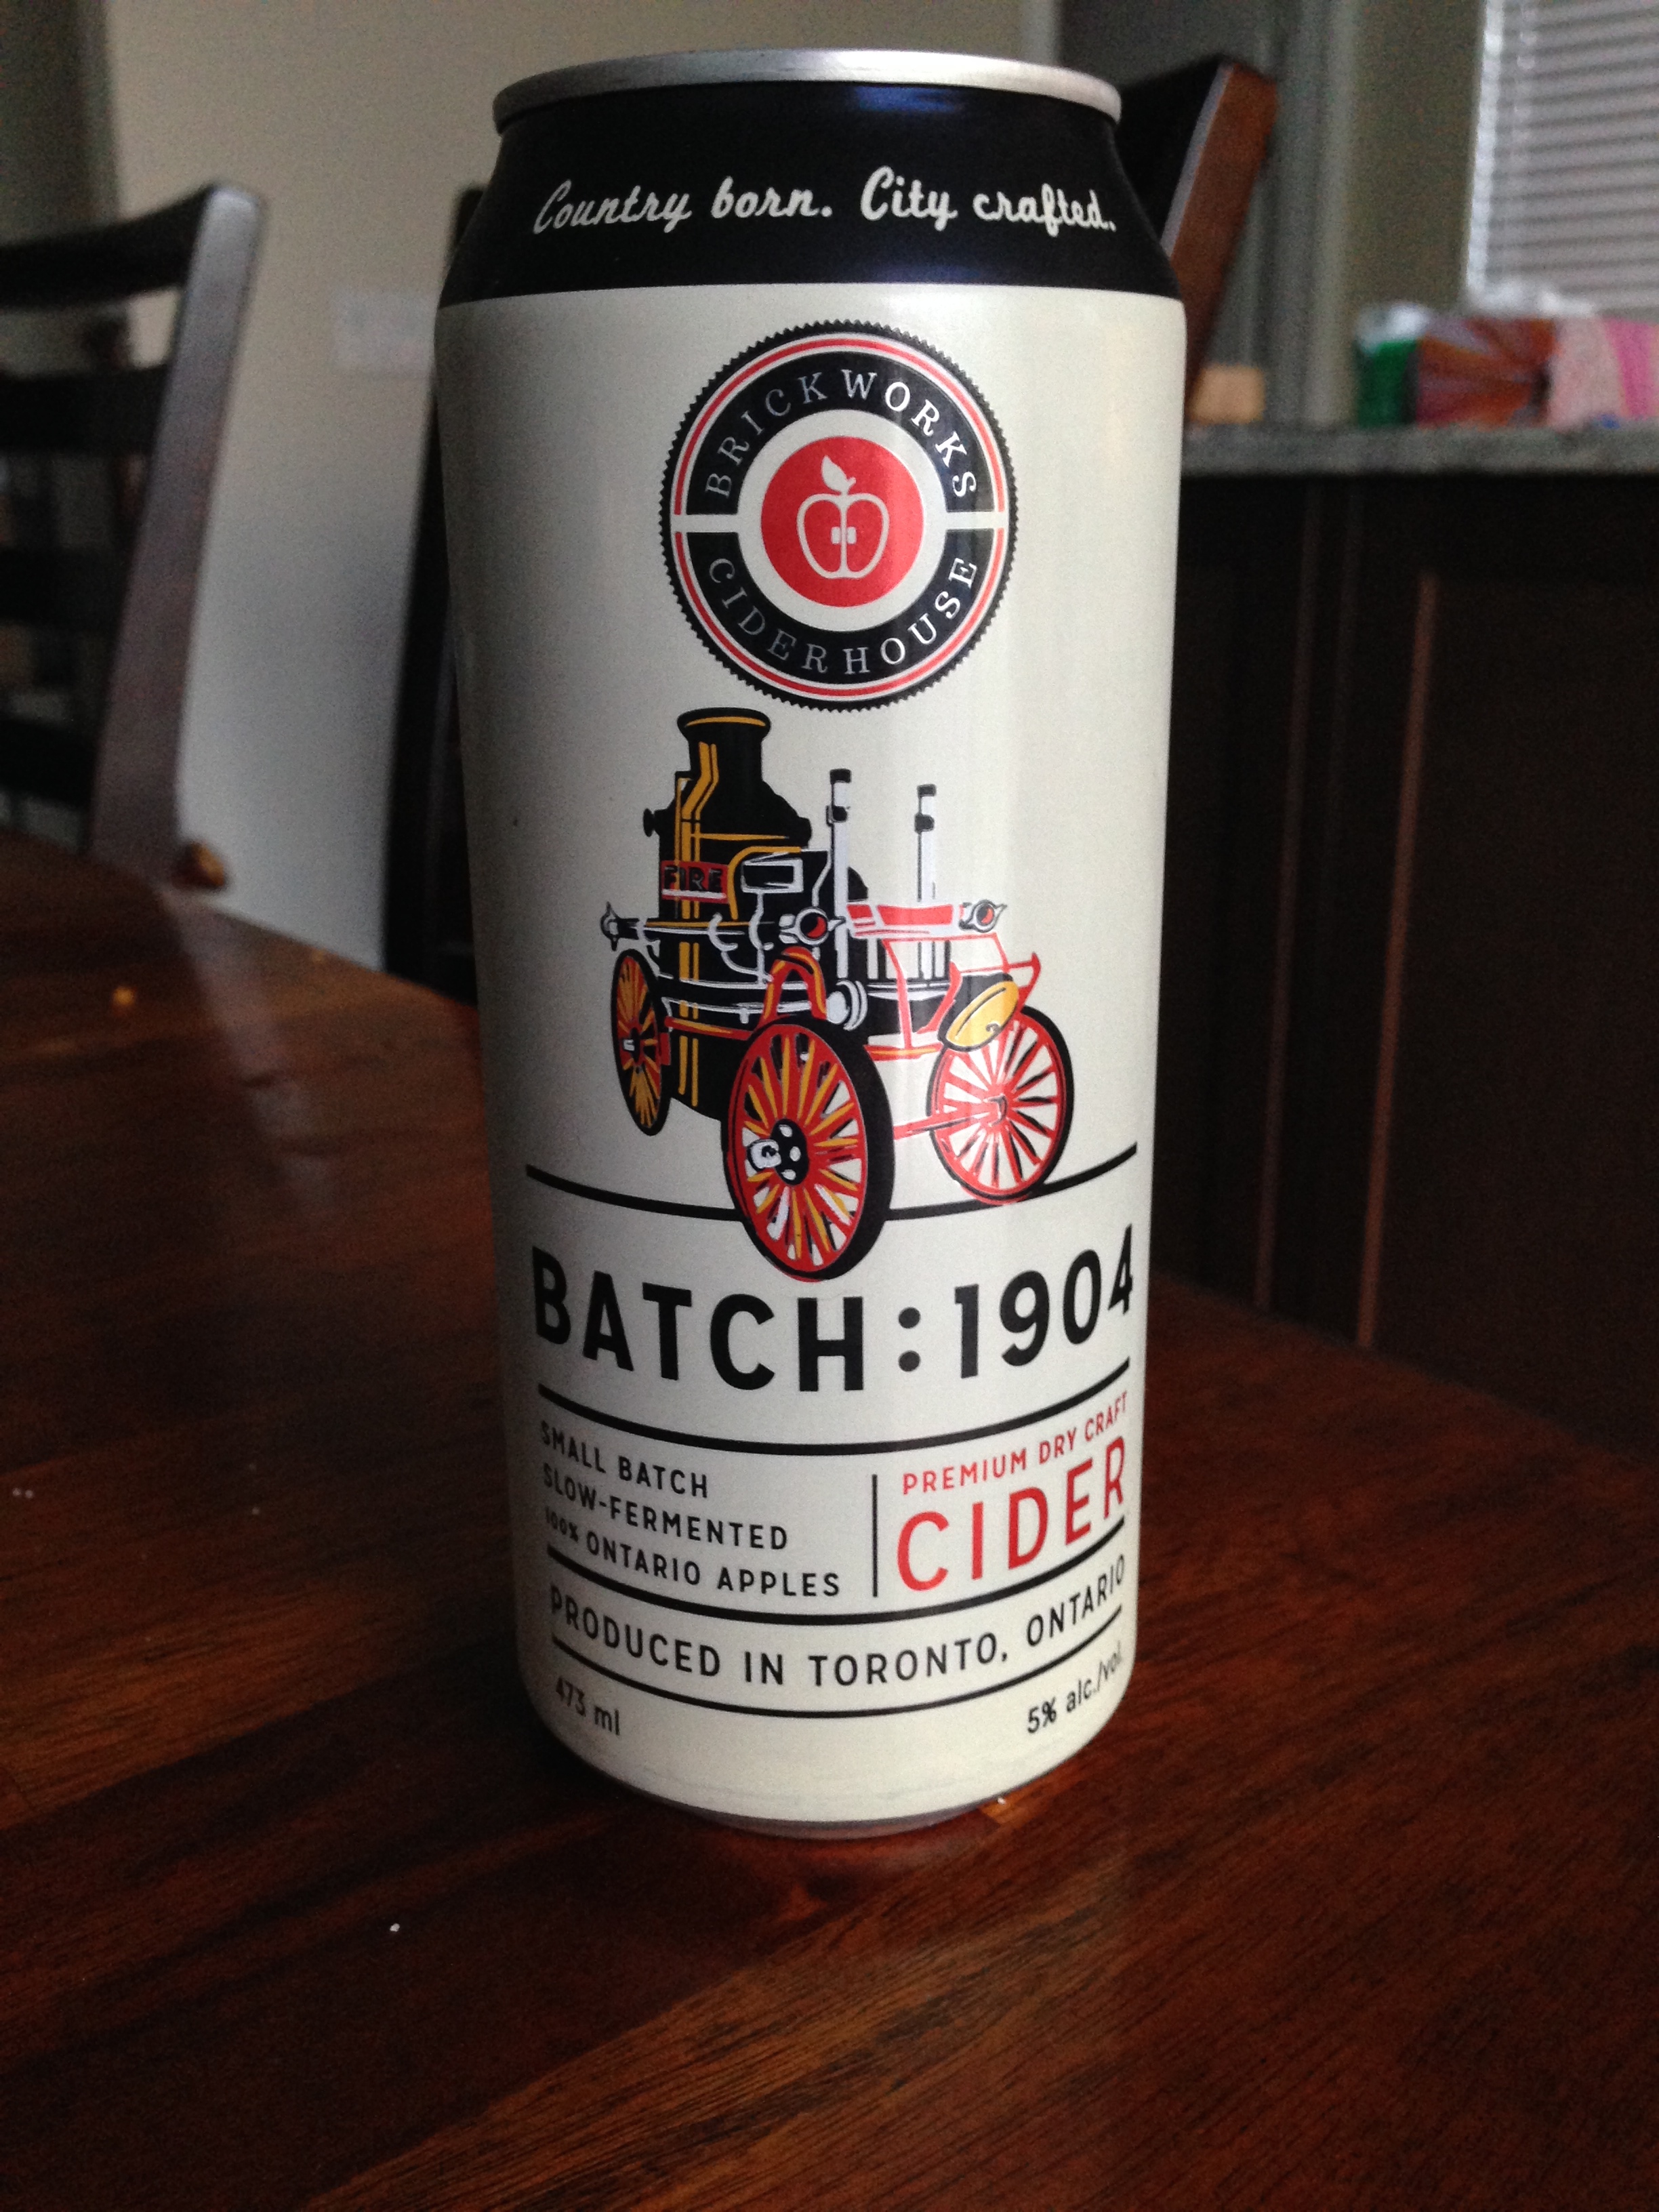 Country born. City crafted.
BRICKWORKS
CIDERHOUSE
FIRE
BATCH:1904
SMALL BATCH
SLOW-FERMENTED
100% ONTARIO APPLES
PREMIUM DRY CRAFT
CIDER
PRODUCED IN TORONTO, ONTARIO
473 ml
5% alc./vol.